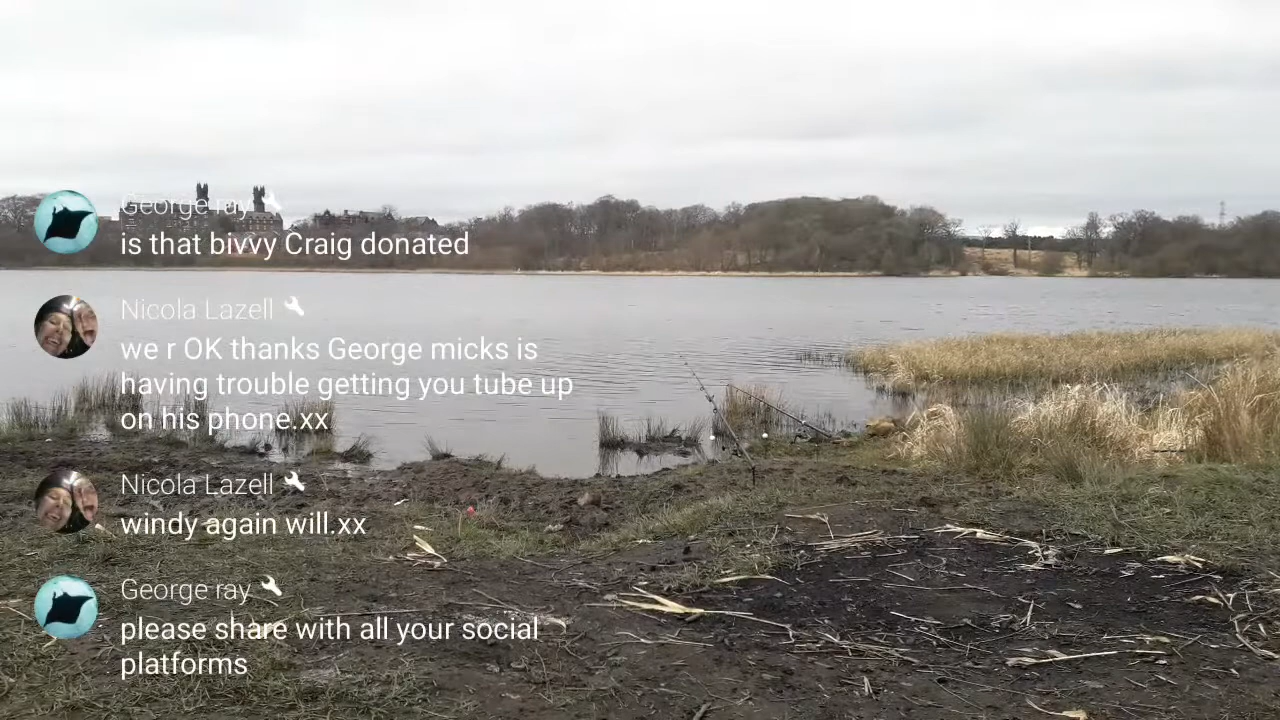 George ray
is that bivvy Craig donated
Nicola Lazell
we r OK thanks George micks is
having trouble getting you tube up
on his phone.xx
Nicola Lazell
windy again will.xx
George ray
please share with all your social
platforms